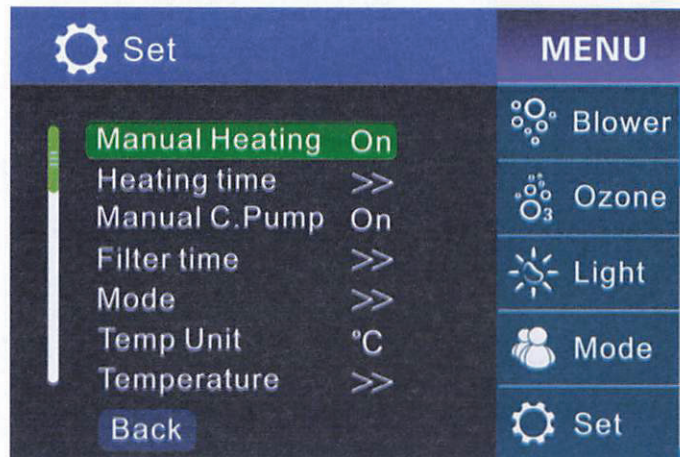 Set
Manual Heating On
Heating time >>
Manual C.Pump On
Filter time >>
Mode >>
Temp Unit °C
Temperature >>
Back
MENU
Blower
O3 Ozone
Light
Mode
Set